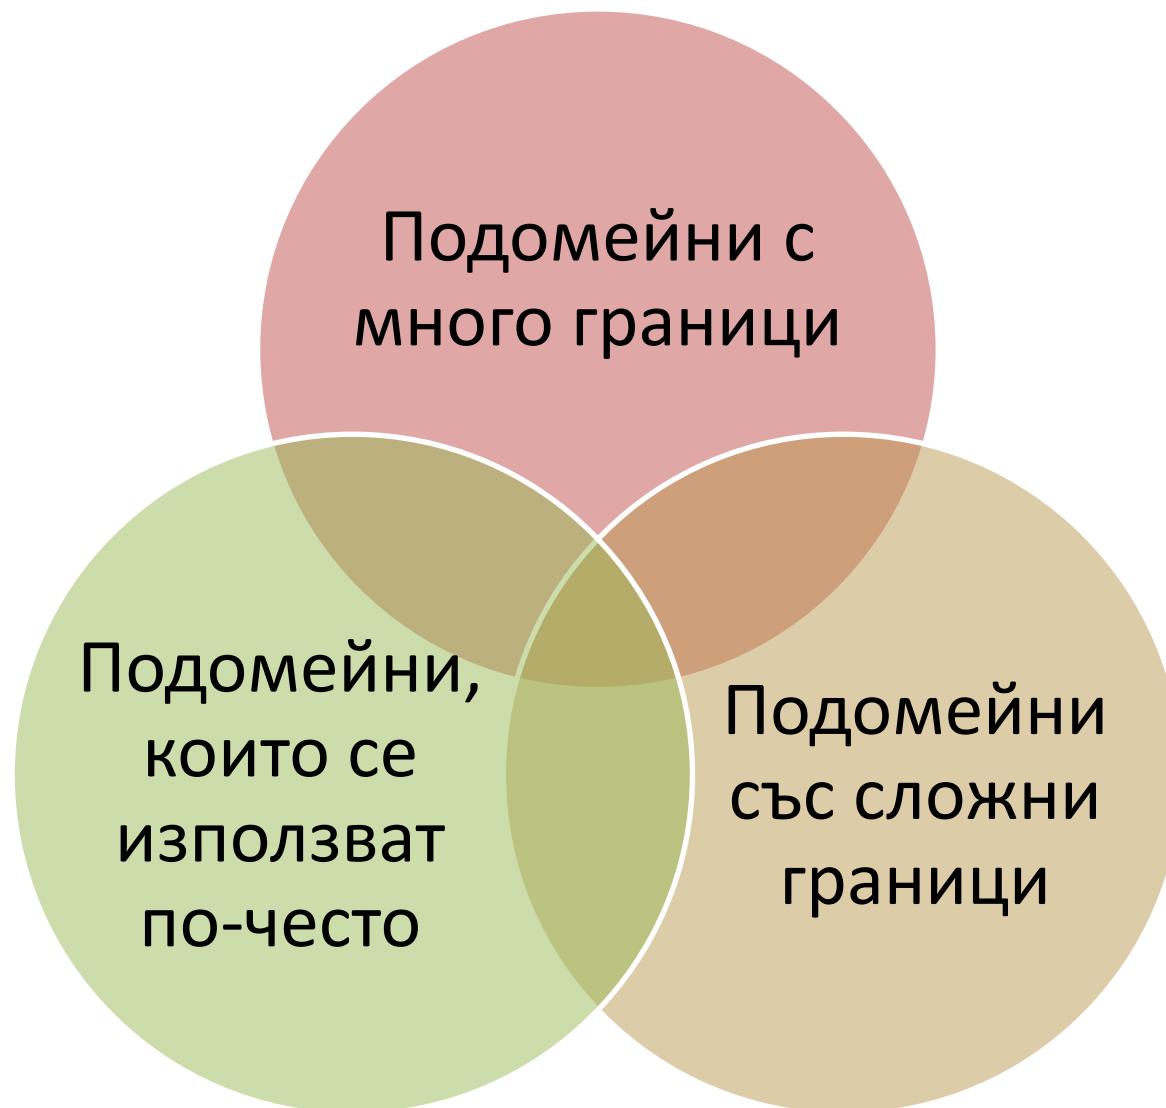 Подомейни с
много граници
Подомейни,
които се
използват
по-често
Подомейни
със сложни
граници